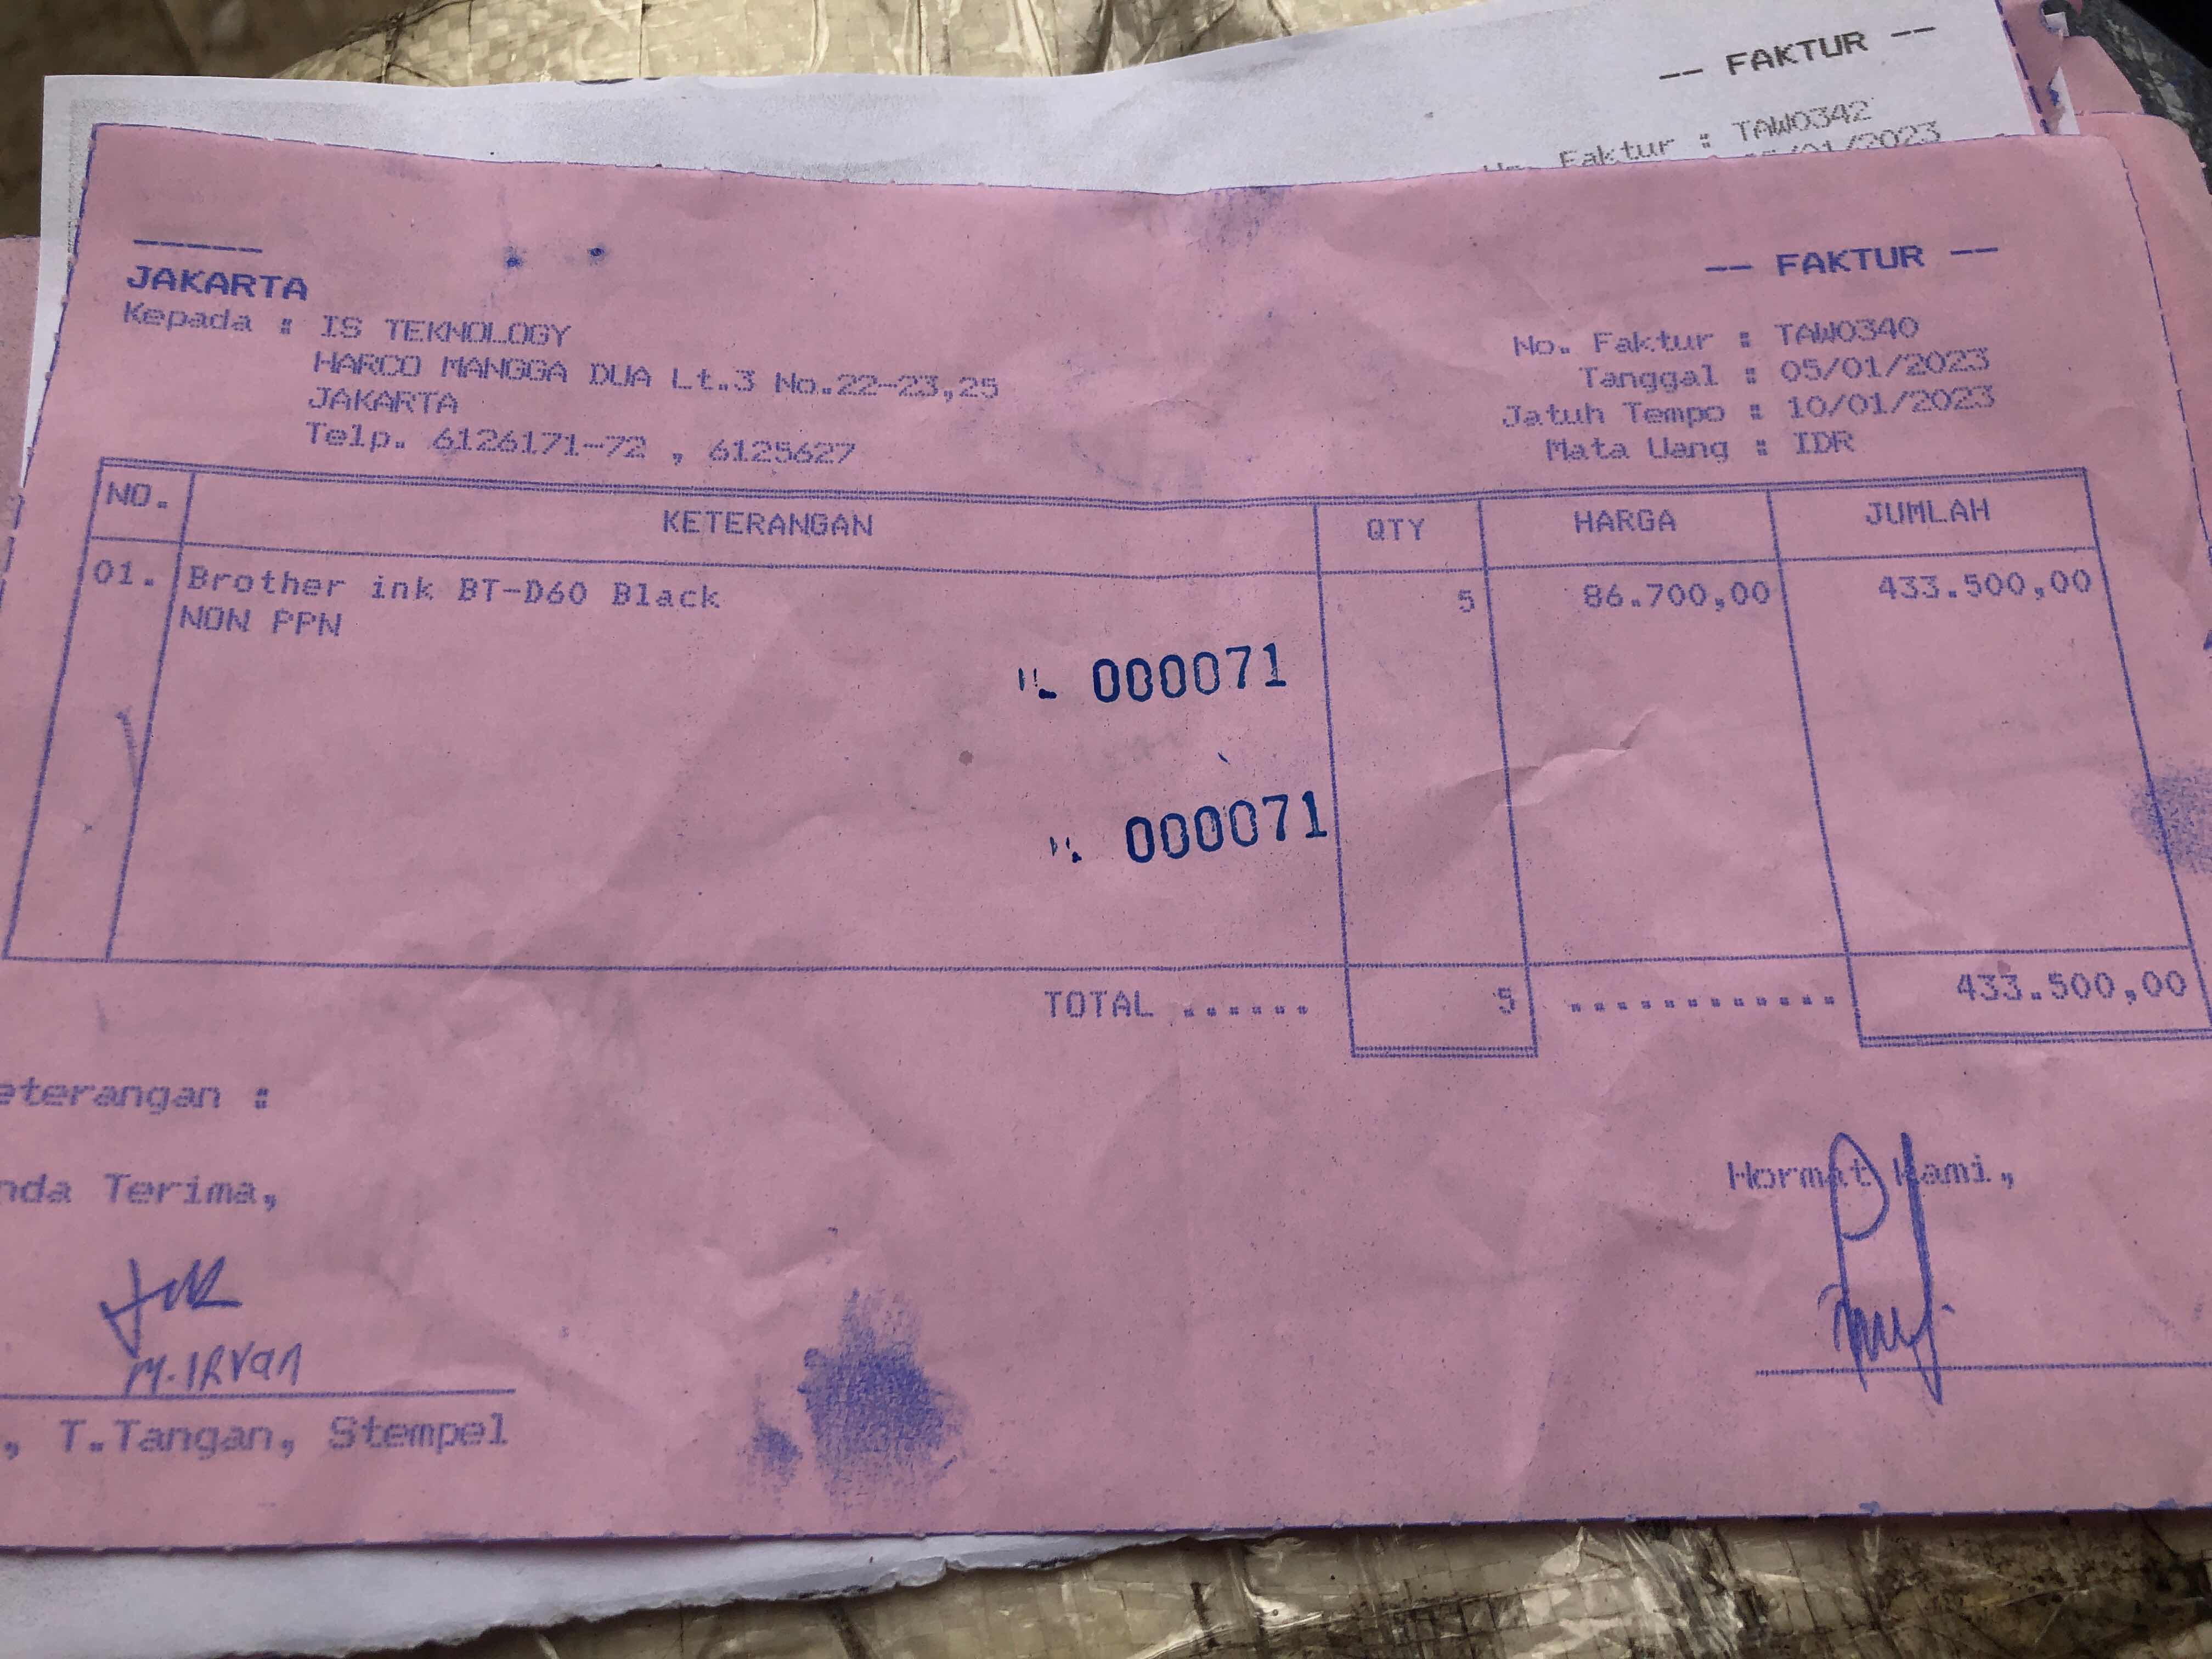 -- FAKTUR --
Faktur : TAW0342
/01/2023
-----
JAKARTA
-- FAKTUR --
Kepada : IS TEKNOLOGY
HARCO MANGGA DUA Lt.3 No.22-23,25
JAKARTA
Telp. 6126171-72 , 6125627
No. Faktur : TAW0340
Tanggal : 05/01/2023
Jatuh Tempo : 10/01/2023
Mata Uang : IDR
NO. KETERANGAN QTY HARGA JUMLAH
01. Brother ink BT-D60 Black 5 86.700,00 433.500,00
NON PPN
000071
000071
TOTAL ...... 5 ............. 433.500,00
eterangan :
nda Terima,
Hormat Kami,
M.IRVAN
, T.Tangan, Stempel